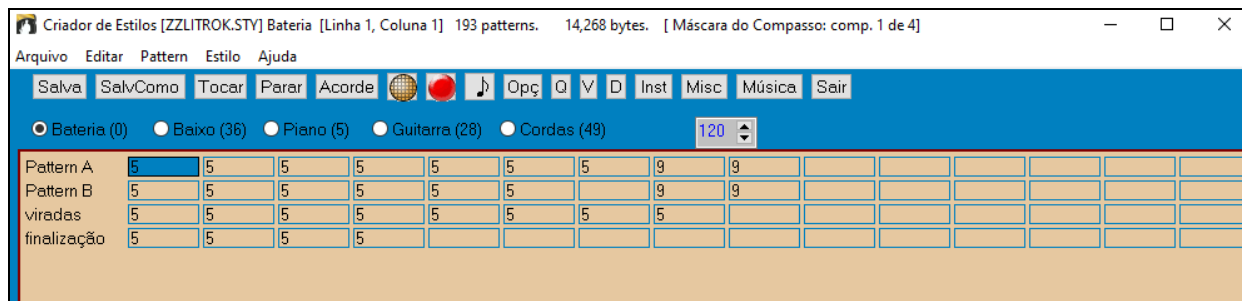 Criador de Estilos [ZZLITROK.STY] Bateria [Linha 1, Coluna 1] 193 patterns. 14,268 bytes. [ Máscara do Compasso: comp. 1 de 4]
Arquivo Editar Pattern Estilo Ajuda
Salva SalvComo Tocar Parar Acorde Opç Q V D Inst Misc Música Sair
Bateria (0) Baixo (36) Piano (5) Guitarra (28) Cordas (49) 120
Pattern A 5 5 5 5 5 5 5 9 9
Pattern B 5 5 5 5 5 5 9 9
viradas 5 5 5 5 5 5 5 5
finalização 5 5 5 5